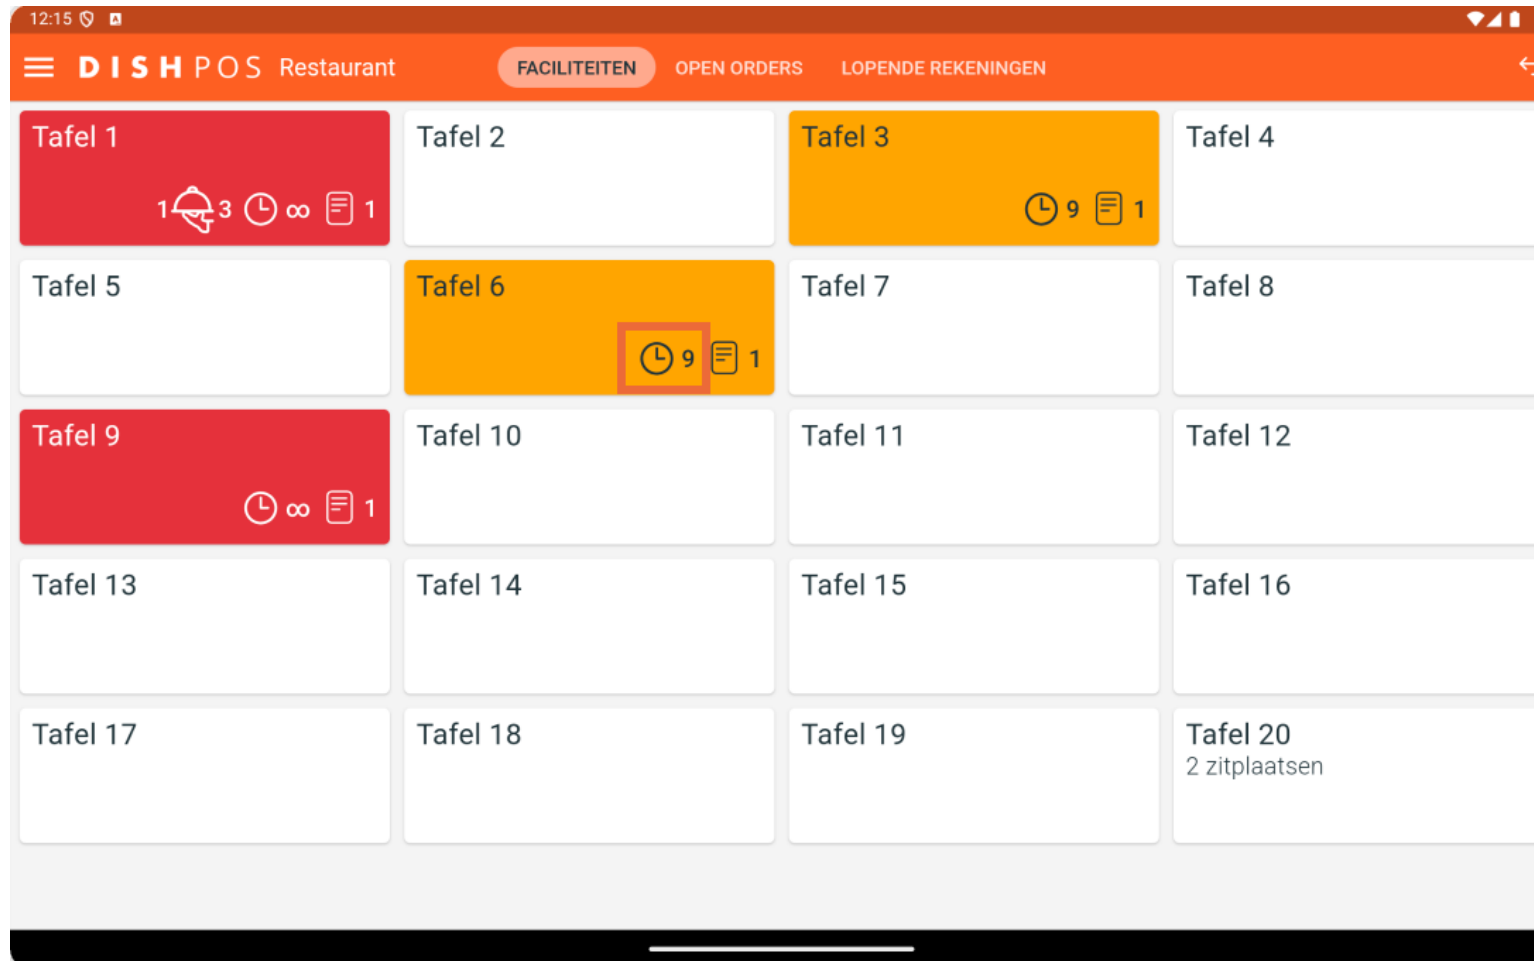 12:15
DISH POS Restaurant FACILITEITEN OPEN ORDERS LOPENDE REKENINGEN
Tafel 1 Tafel 2 Tafel 3 Tafel 4
1 3 ∞ 1 9 1
Tafel 5 Tafel 6 Tafel 7 Tafel 8
9 1
Tafel 9 Tafel 10 Tafel 11 Tafel 12
∞ 1
Tafel 13 Tafel 14 Tafel 15 Tafel 16
Tafel 17 Tafel 18 Tafel 19 Tafel 20
2 zitplaatsen